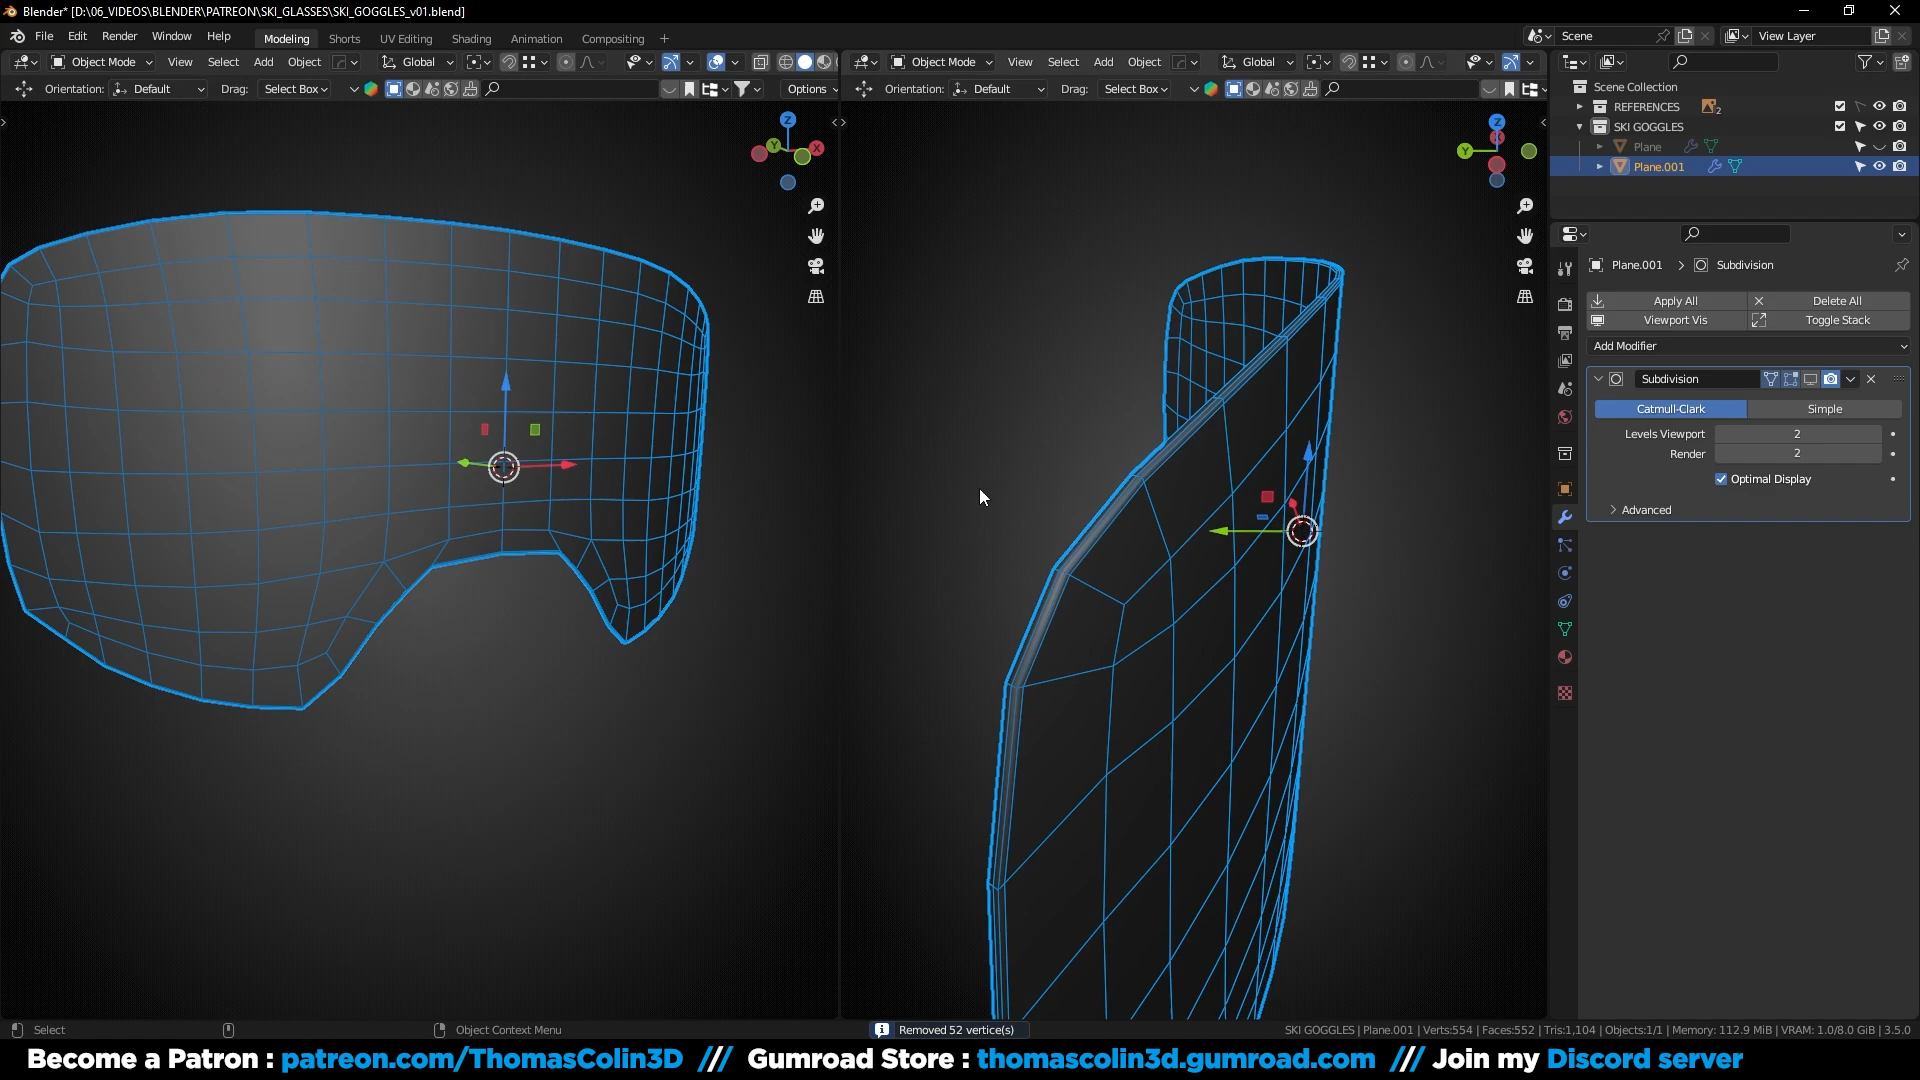 Blender* [D:\06_VIDEOS\BLENDER\PATREON\SKI_GLASSES\SKI_GOGGLES_v01.blend]
File Edit Render Window Help Modeling Shorts UV Editing Shading Animation Compositing + Scene View Layer
Object Mode View Select Add Object Global Object Mode View Select Add Object Global
Orientation: Default Drag: Select Box Options Orientation: Default Drag: Select Box
Scene Collection
REFERENCES 2
SKI GOGGLES
Plane
Plane.001
Z Y X
Z Y
Plane.001 > Subdivision
Apply All Delete All
Viewport Vis Toggle Stack
Add Modifier
Subdivision
Catmull-Clark Simple
Levels Viewport 2
Render 2
Optimal Display
Advanced
Select Object Context Menu Removed 52 vertice(s) SKI GOGGLES | Plane.001 | Verts:554 | Faces:552 | Tris:1,104 | Objects:1/1 | Memory: 112.9 MiB | VRAM: 1.0/8.0 GiB | 3.5.0
Become a Patron : patreon.com/ThomasColin3D /// Gumroad Store : thomascolin3d.gumroad.com /// Join my Discord server